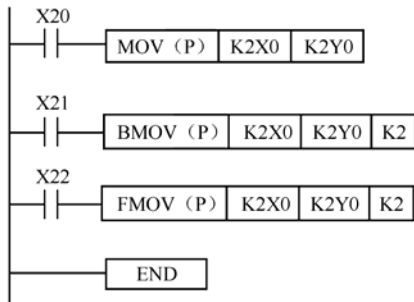 X20
MOV（P） K2X0 K2Y0
X21
BMOV（P） K2X0 K2Y0 K2
X22
FMOV（P） K2X0 K2Y0 K2
END